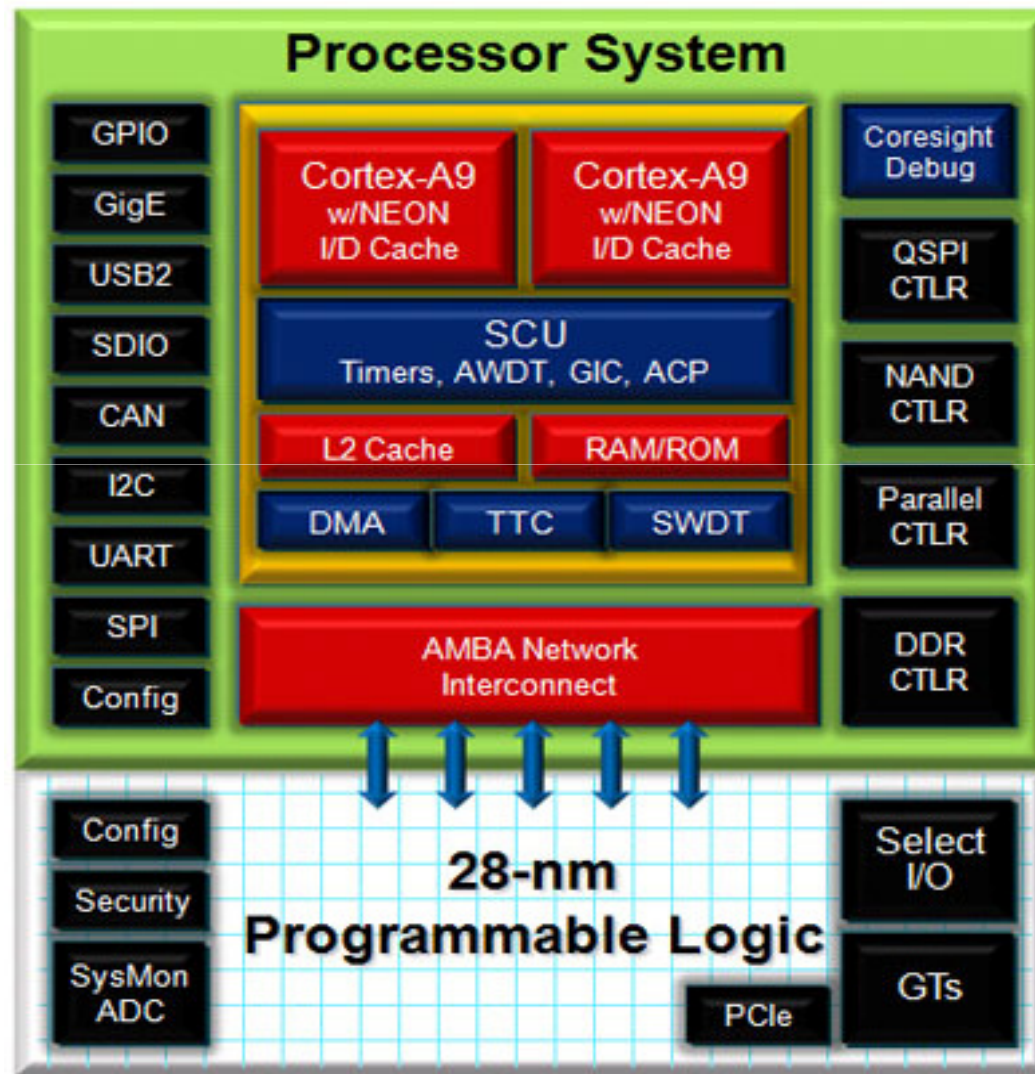 Processor System
GPIO
GigE
USB2
SDIO
CAN
I2C
UART
SPI
Config
Cortex-A9
w/NEON
I/D Cache
Cortex-A9
w/NEON
I/D Cache
SCU
Timers, AWDT, GIC, ACP
L2 Cache
RAM/ROM
DMA
TTC
SWDT
AMBA Network
Interconnect
Coresight
Debug
QSPI
CTLR
NAND
CTLR
Parallel
CTLR
DDR
CTLR
Config
Security
SysMon
ADC
28-nm
Programmable Logic
PCIe
Select
I/O
GTs